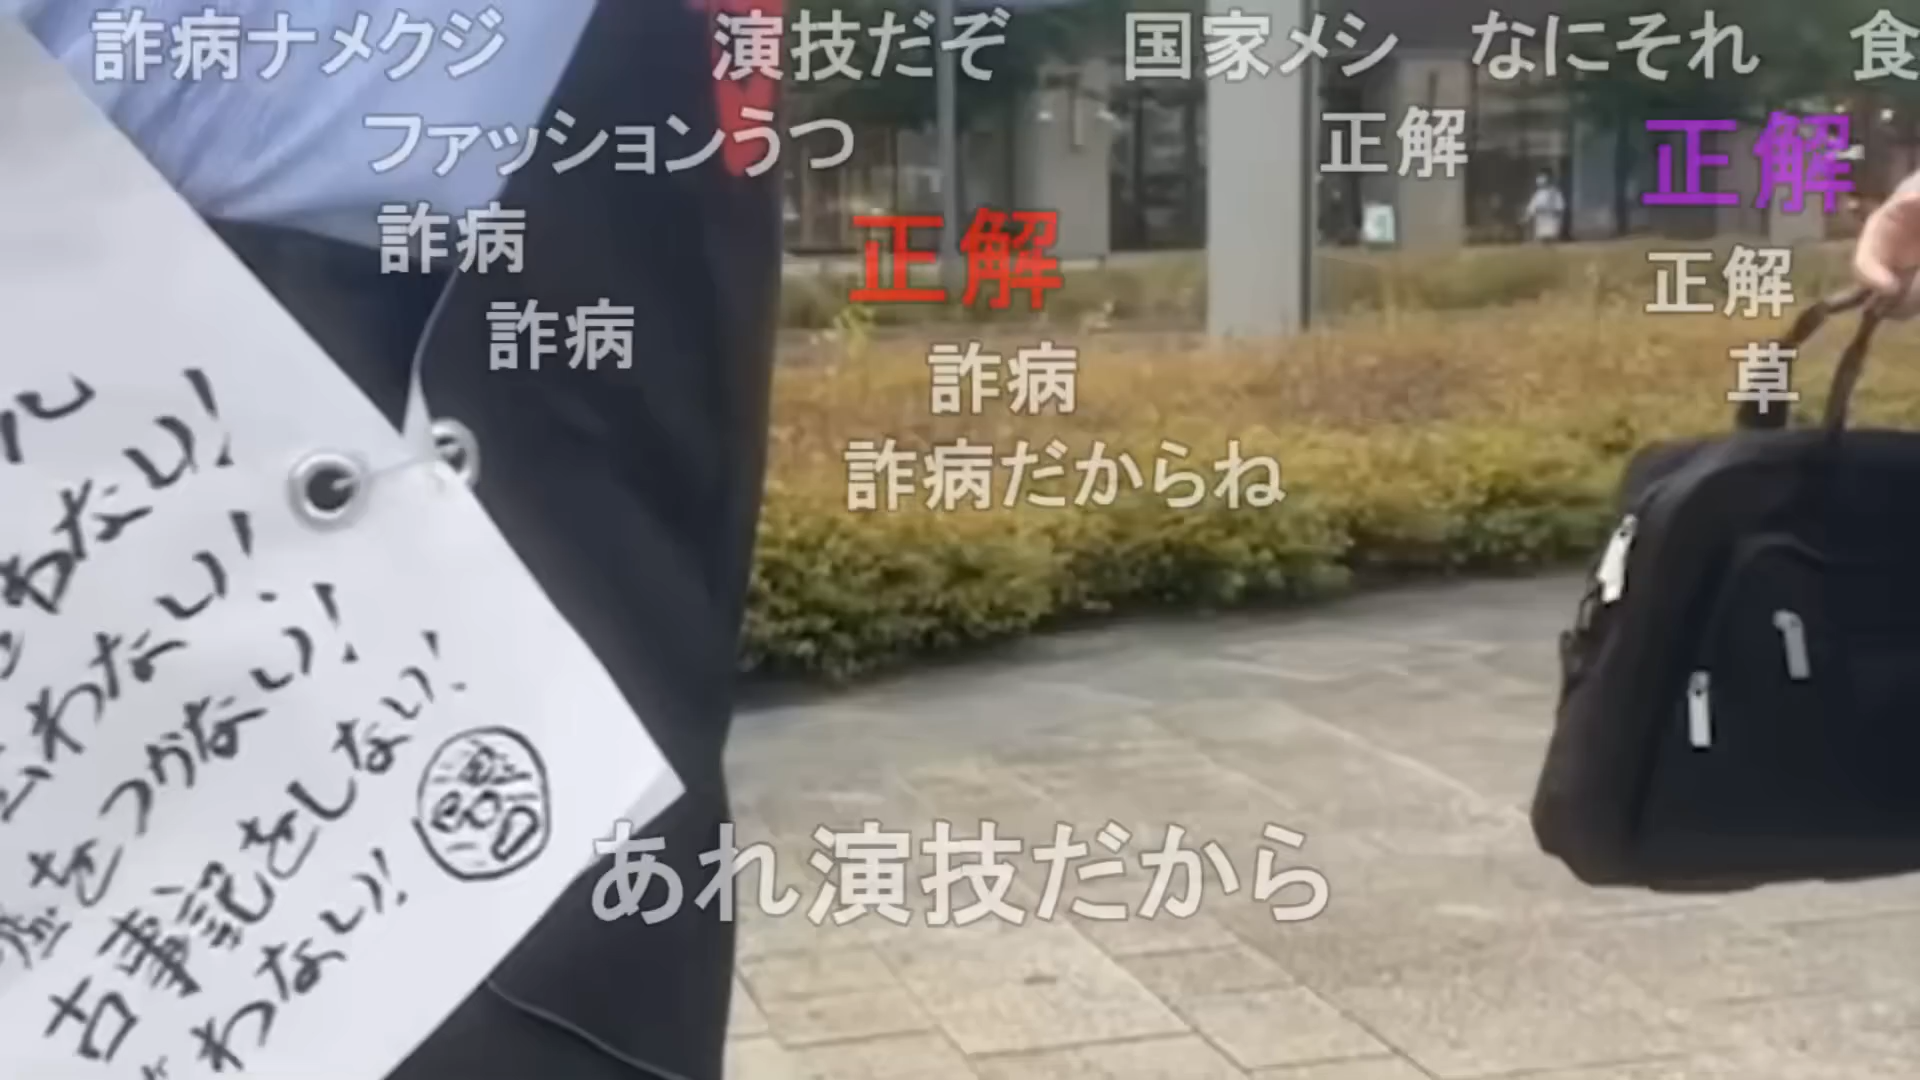 詐病ナメクジ 演技だぞ 国家メシ なにそれ 食
ファッションうつ 正解 正解
詐病 正解 正解
詐病 詐病 草
詐病だからね
あれ演技だから
わない!
わない!
嘘をつかない!
古事記をしない!
わない!